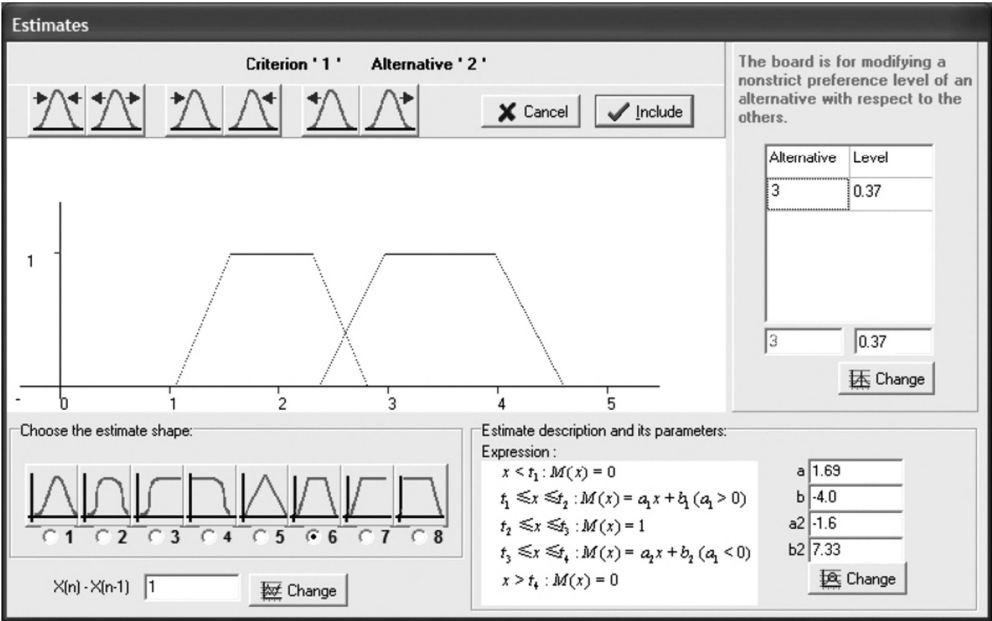 Estimates
Criterion ' 1 '    Alternative ' 2 '
Cancel
Include
The board is for modifying a
nonstrict preference level of an
alternative with respect to the
others.
Alternative Level
3 0.37
3 0.37
Change
1
- 0 1 2 3 4 5
Choose the estimate shape:
1 2 3 4 5 6 7 8
X(n) - X(n-1) 1 Change
Estimate description and its parameters:
Expression :
x < t₁ : M(x) = 0
t₁ ≤ x ≤ t₂ : M(x) = a₁x + b₁ (a₁ > 0)
t₂ ≤ x ≤ t₃ : M(x) = 1
t₃ ≤ x ≤ t₄ : M(x) = a₂x + b₂ (a₁ < 0)
x > t₄ : M(x) = 0
a 1.69
b -4.0
a2 -1.6
b2 7.33
Change